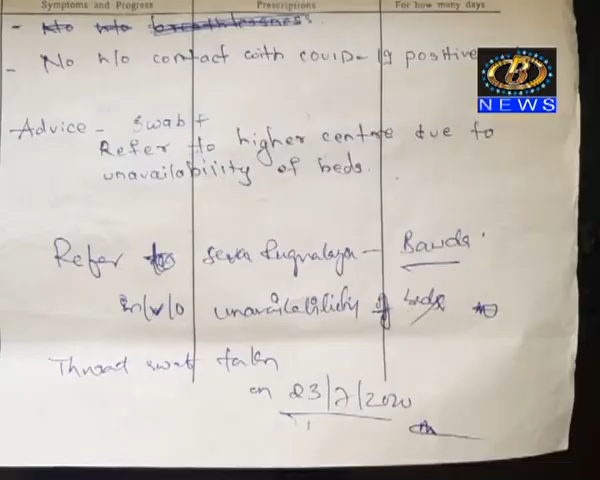 Symptoms and Progress Prescriptions For how many days
- No h/o breathlessness.
- No h/o contact with covid-19 positive
B
NEWS
Advice - Swab +
Refer to higher centre due to
unavailability of beds.
Refer to Seva Rugnalaya -
i/v/o unavailability of beds
Throat swab taken
on 23/7/2020